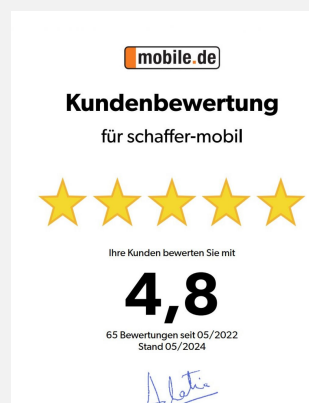 mobile.de
Kundenbewertung
für schaffer-mobil
Ihre Kunden bewerten Sie mit
4,8
65 Bewertungen seit 05/2022
Stand 05/2024